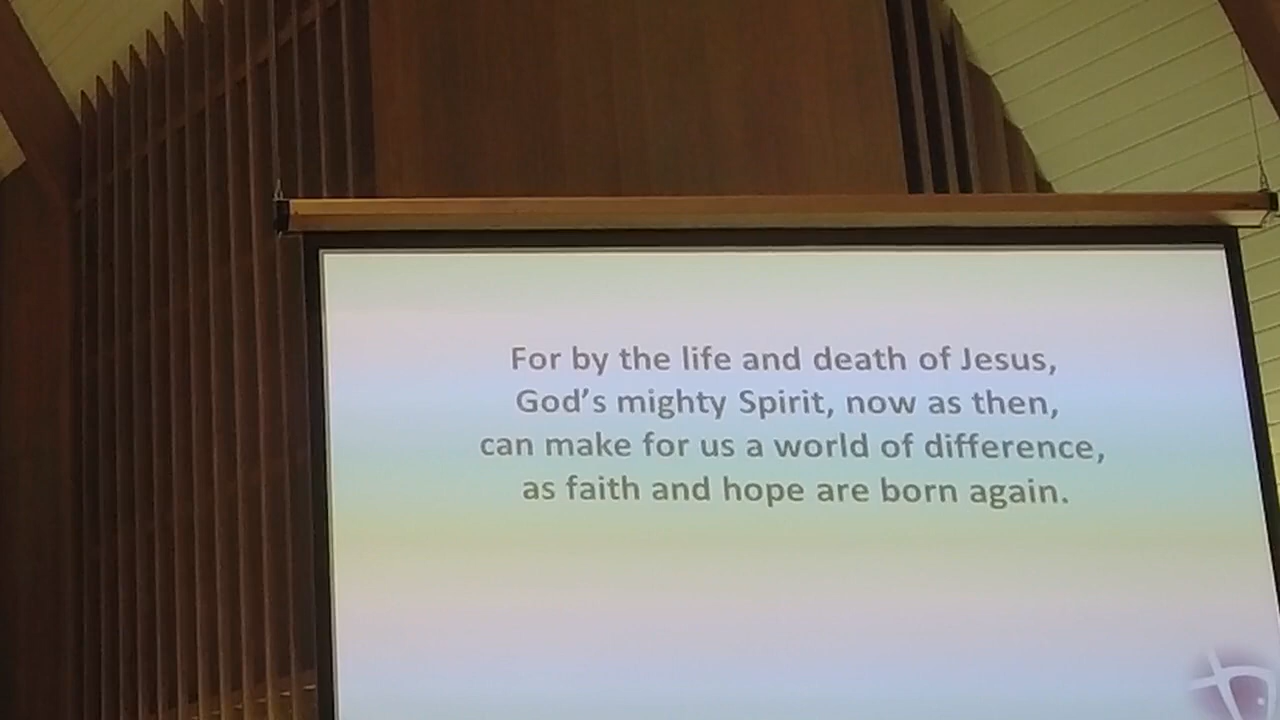 For by the life and death of Jesus,
God's mighty Spirit, now as then,
can make for us a world of difference,
as faith and hope are born again.